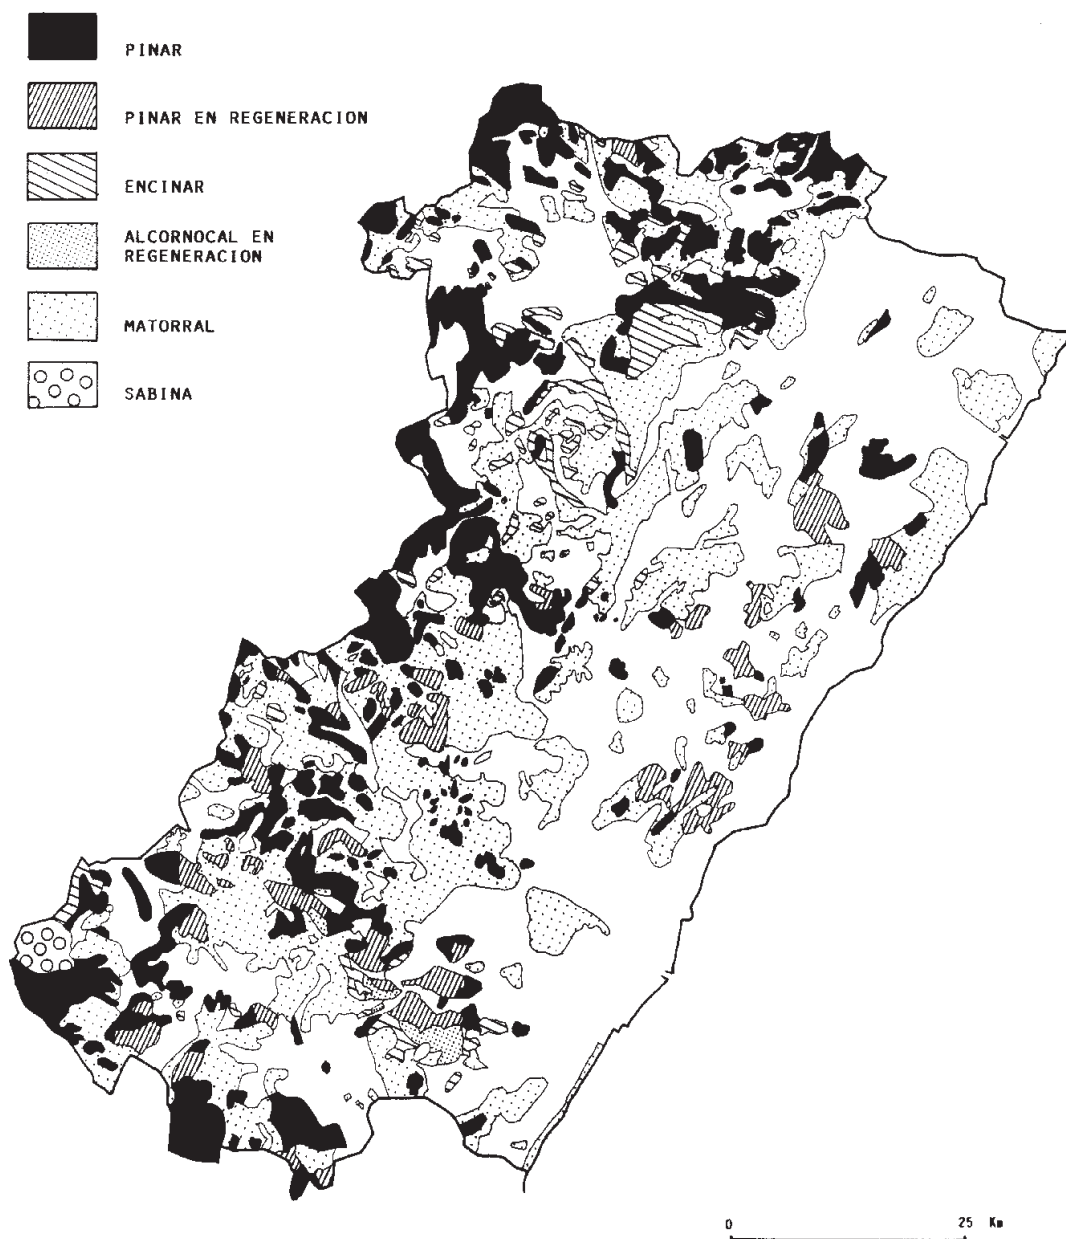 PINAR
PINAR EN REGENERACION
ENCINAR
ALCORNOCAL EN
REGENERACION
MATORRAL
SABINA
0 25 Km